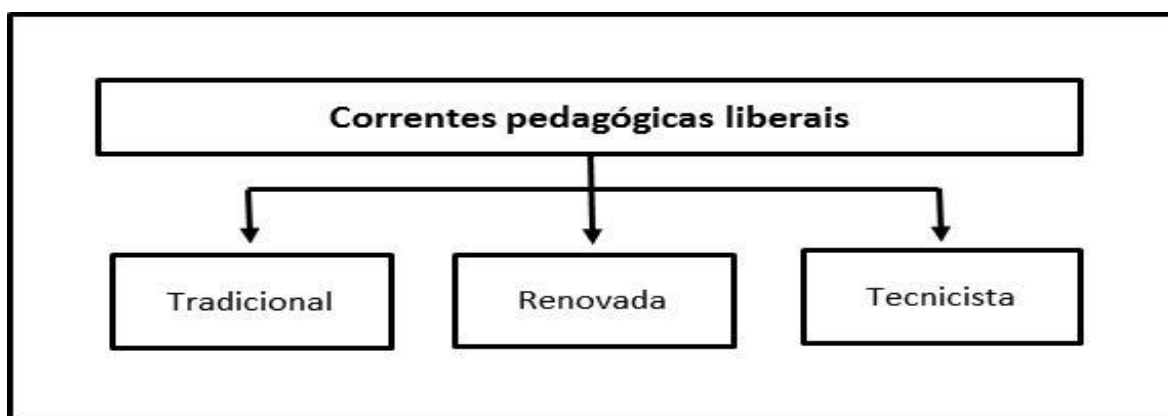 Correntes pedagógicas liberais
Tradicional
Renovada
Tecnicista